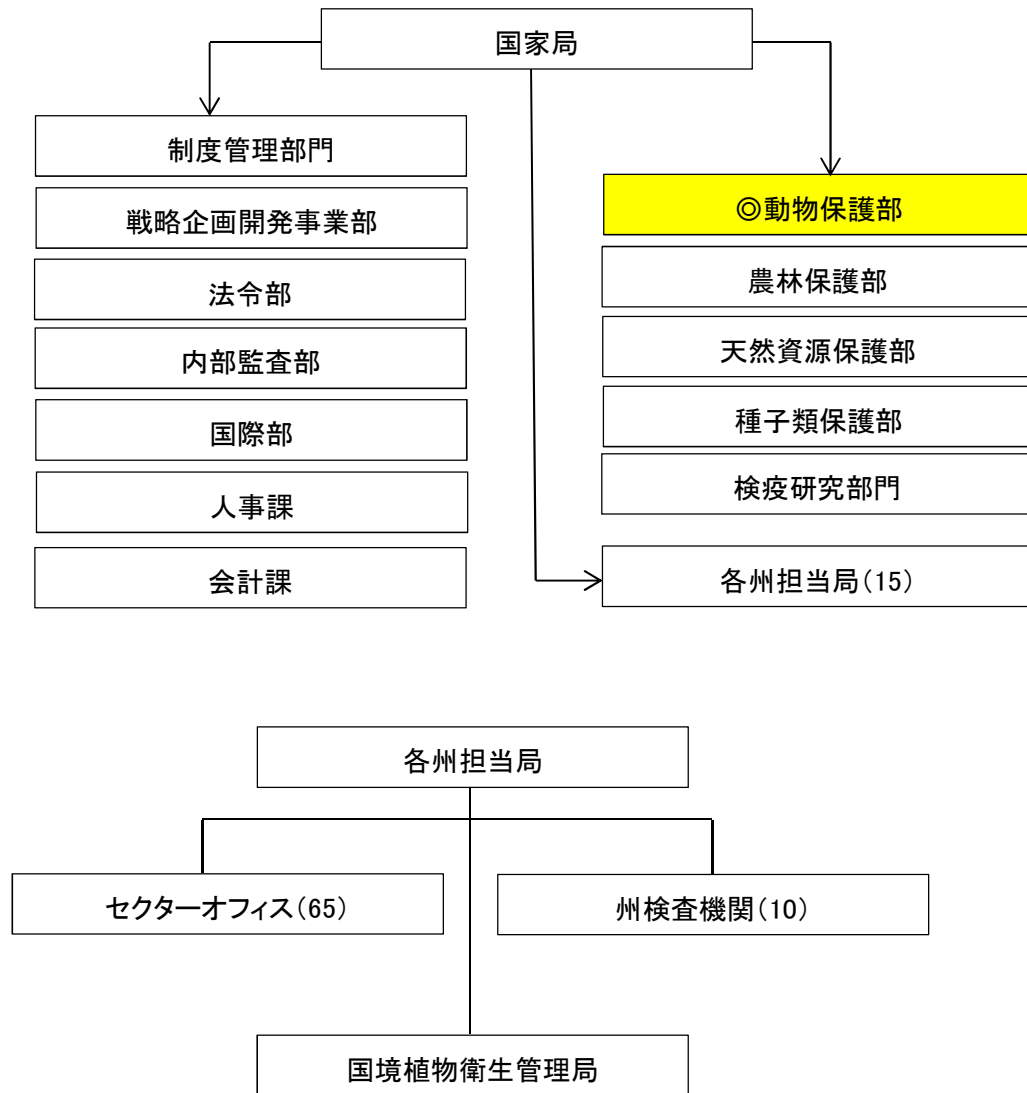 国家局
制度管理部門
戦略企画開発事業部
法令部
内部監査部
国際部
人事課
会計課
◎動物保護部
農林保護部
天然資源保護部
種子類保護部
検疫研究部門
各州担当局(15)
各州担当局
セクターオフィス(65)
州検査機関(10)
国境植物衛生管理局